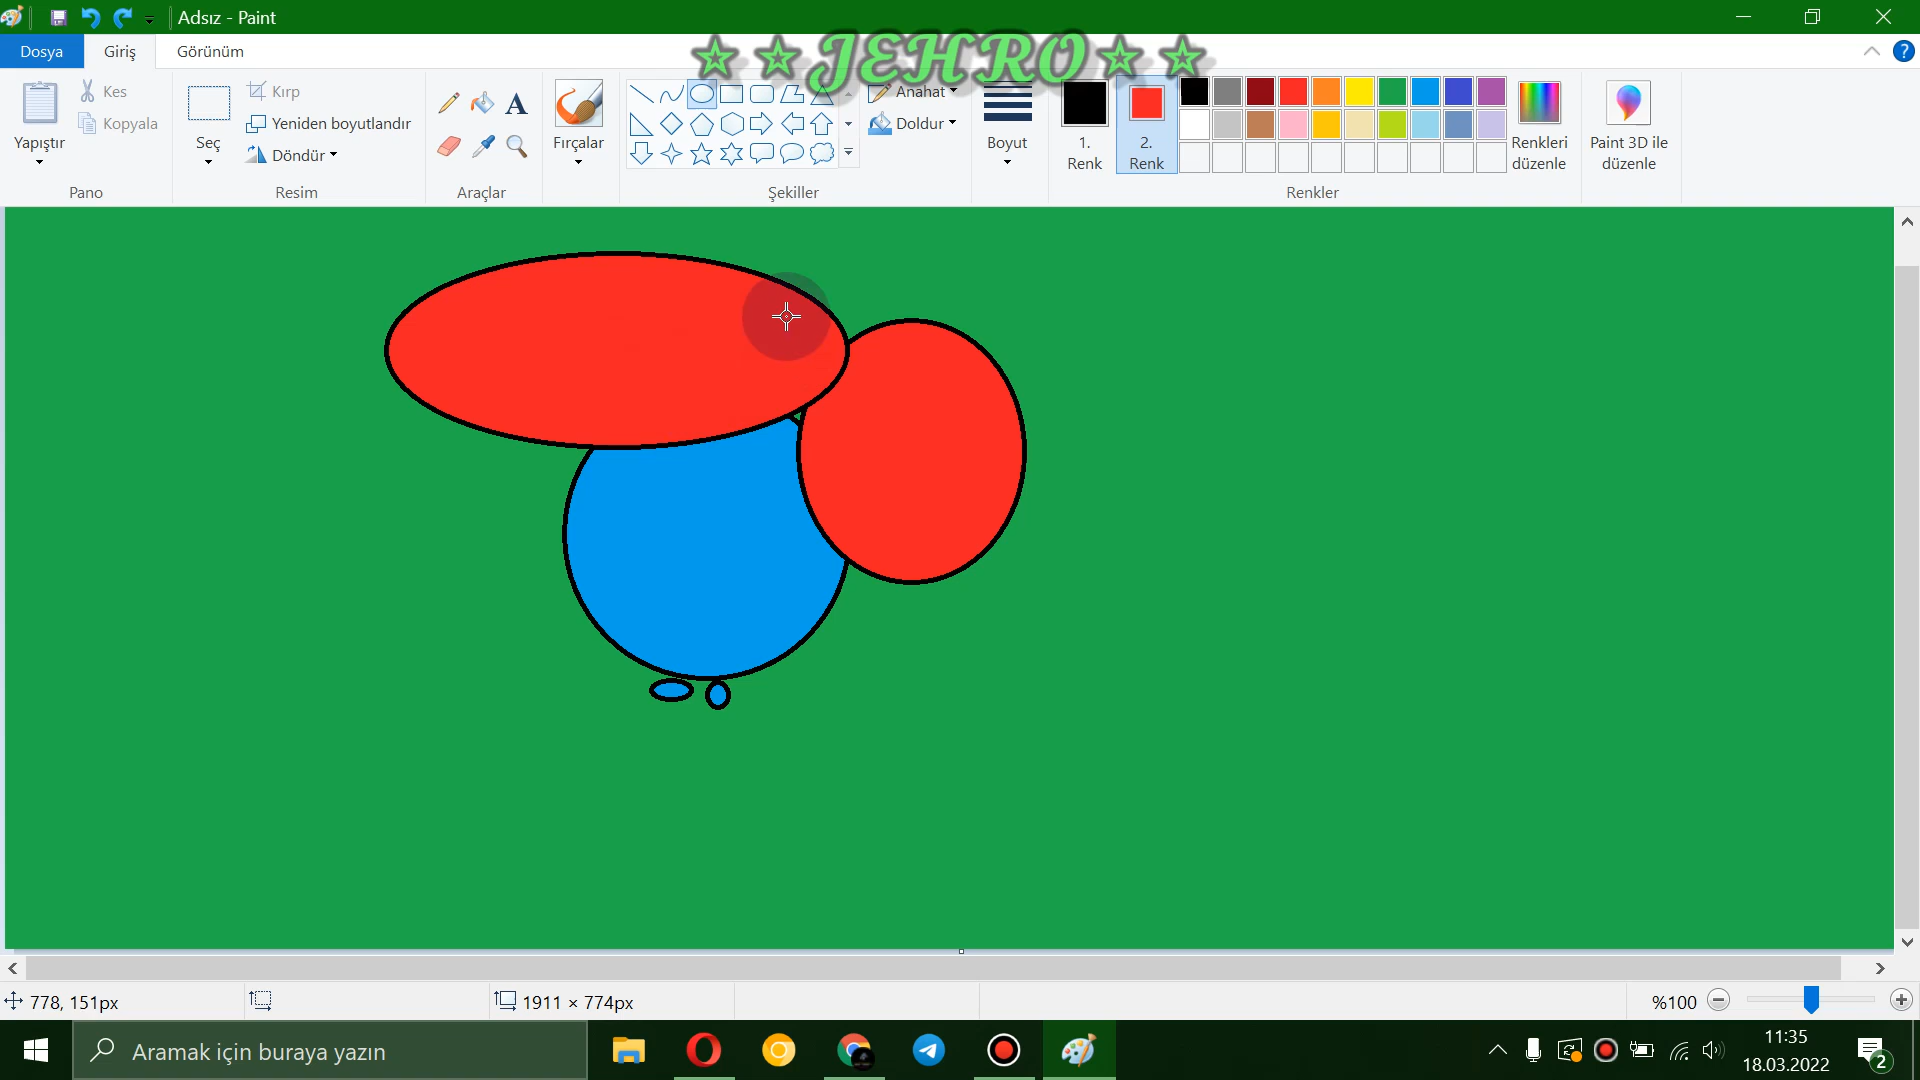 Adsız - Paint
☆ ☆ JEHRO ☆ ☆
Dosya
Giriş
Görünüm
?
Yapıştır
Kes
Kopyala
Pano
Seç
Kırp
Yeniden boyutlandır
Döndür
Resim
A
Araçlar
Fırçalar
Şekiller
Anahat
Doldur
Boyut
1.
Renk
2.
Renk
Renkleri
düzenle
Renkler
Paint 3D ile
düzenle
778, 151px
1911 × 774px
%100
Aramak için buraya yazın
11:35
18.03.2022
2